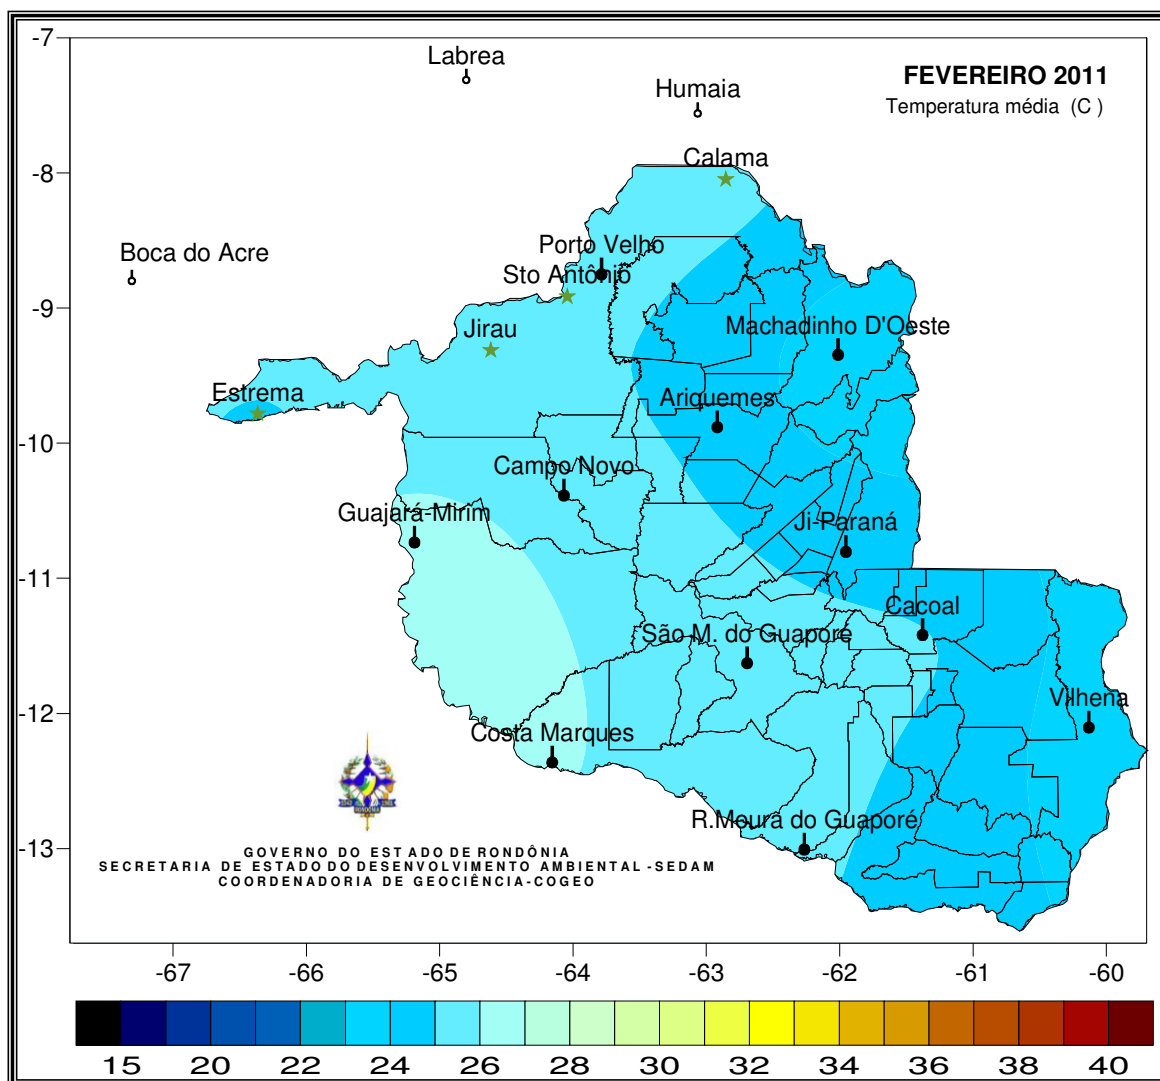 -7
Labrea
FEVEREIRO 2011
Humaia
Temperatura média (C )
Calama
-8
Boca do Acre
Porto Velho
Sto Antônio
-9
Jirau
Machadinho D'Oeste
Estrema
Ariquemes
-10
Campo Novo
Guajará-Mirim
Ji-Paraná
-11
Cacoal
São M. do Guaporé
Vilhena
-12
Costa Marques
R.Moura do Guaporé
-13
GOVERNO DO ESTADO DE RONDÔNIA
SECRETARIA DE ESTADO DO DESENVOLVIMENTO AMBIENTAL -SEDAM
COORDENADORIA DE GEOCIÊNCIA-COGEO
-67 -66 -65 -64 -63 -62 -61 -60
15 20 22 24 25 26 28 30 32 34 36 38 40